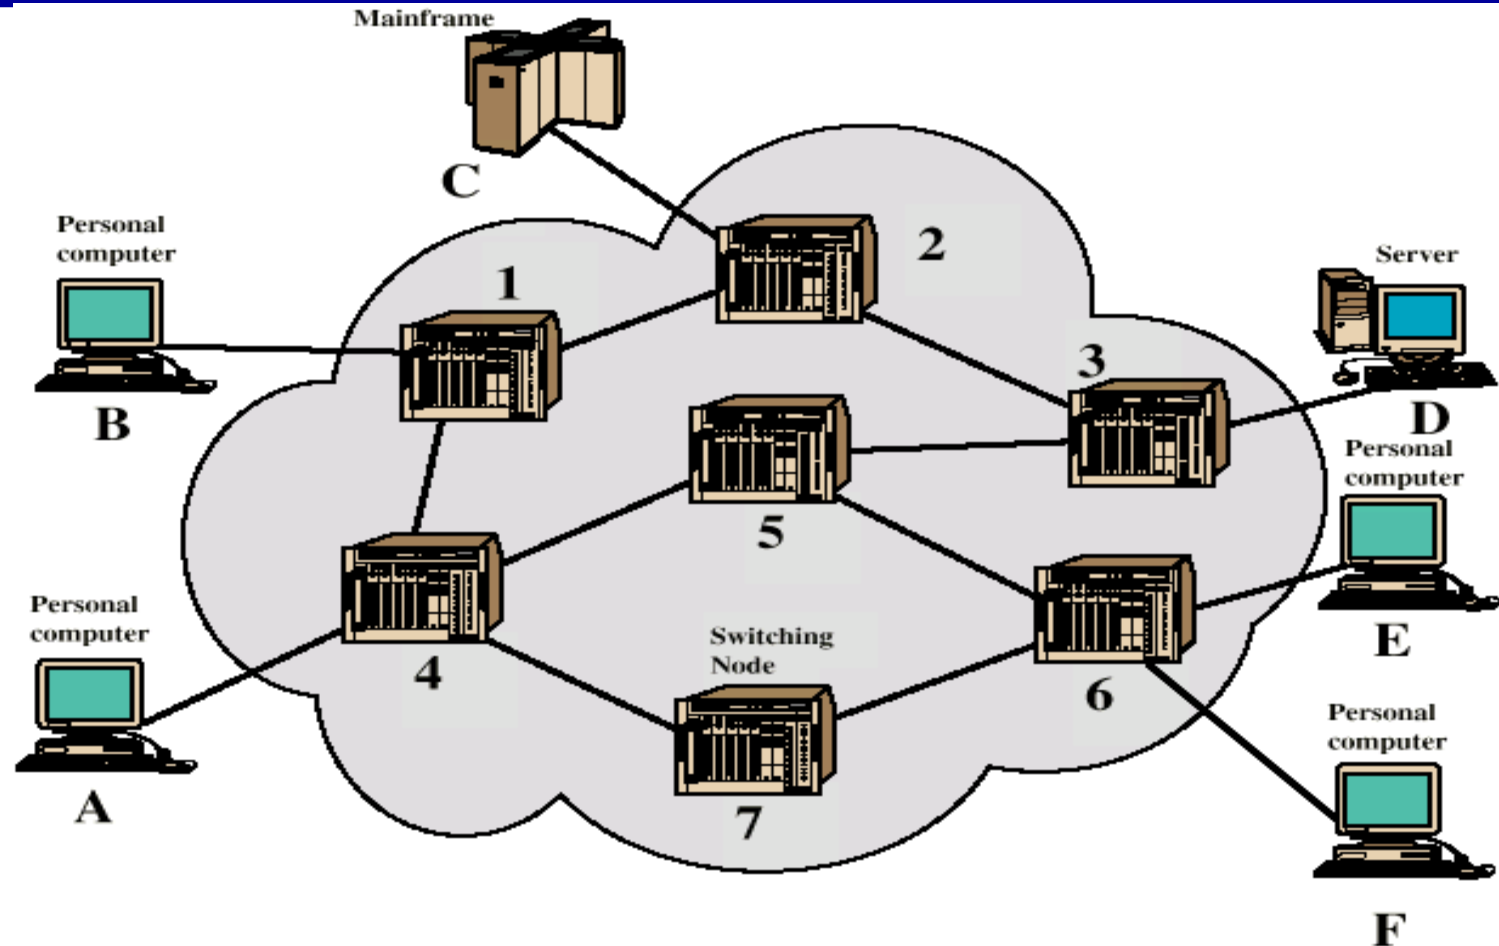 Mainframe
C
Personal
computer
B
1
2
Server
D
3
Personal
computer
E
5
Personal
computer
A
4
Switching
Node
7
6
Personal
computer
F